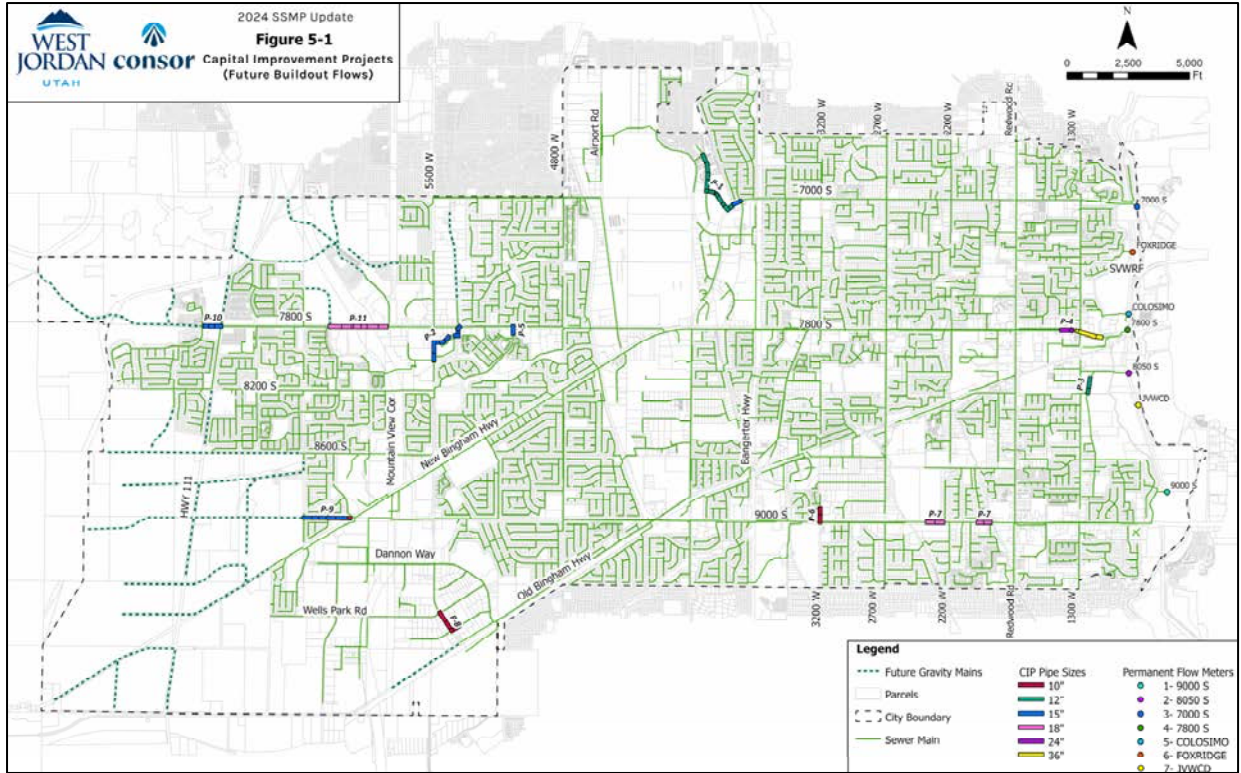 WEST
JORDAN
UTAH
consor
2024 SSMP Update
Figure 5-1
Capital Improvement Projects
(Future Buildout Flows)
N
0 2,500 5,000
Ft
Airport Rd
4800 W
5600 W
3200 W
2700 W
2200 W
Redwood Rd
1300 W
7000 S
7000 S
FOXRIDGE
SVWRF
COLOSIMO
7800 S
8050 S
JVWCD
9000 S
P-10
7800 S
P-11
P-2
P-5
7800 S
P-4
8200 S
8600 S
Mountain View Cor
New Bingham Hwy
Bangerter Hwy
HWY 111
P-9
9000 S
P-6
P-7
P-7
Dannon Way
Old Bingham Hwy
Wells Park Rd
P-8
3200 W
2700 W
2200 W
Redwood Rd
1300 W
Legend
Future Gravity Mains
Parcels
City Boundary
Sewer Main
CIP Pipe Sizes
10"
12"
15"
18"
24"
36"
Permanent Flow Meters
1- 9000 S
2- 8050 S
3- 7000 S
4- 7800 S
5- COLOSIMO
6- FOXRIDGE
7- JVWCD